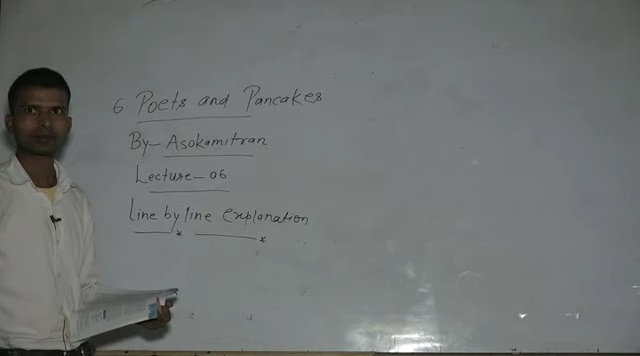 6. Poets and Pancakes
By- Asokamitran
Lecture-06
Line by line explanation